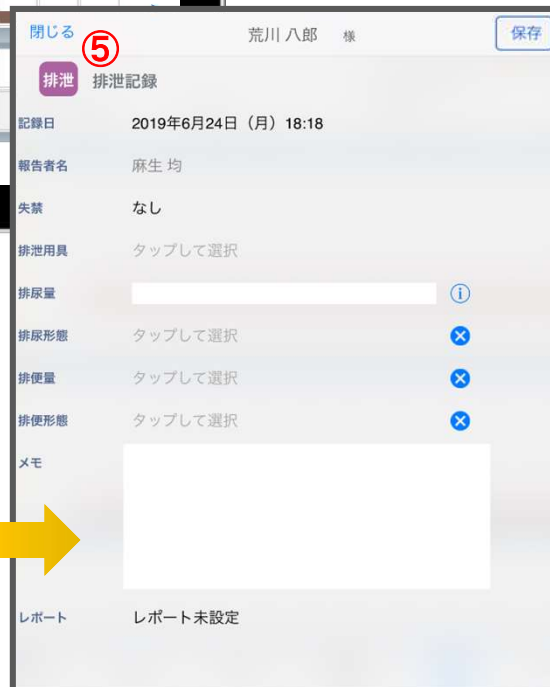 閉じる
⑤
荒川 八郎 様
保存
排泄 排泄記録
記録日 2019年6月24日（月）18:18
報告者名 麻生 均
失禁 なし
排泄用具 タップして選択
排尿量
排尿形態 タップして選択
排便量 タップして選択
排便形態 タップして選択
メモ
レポート レポート未設定